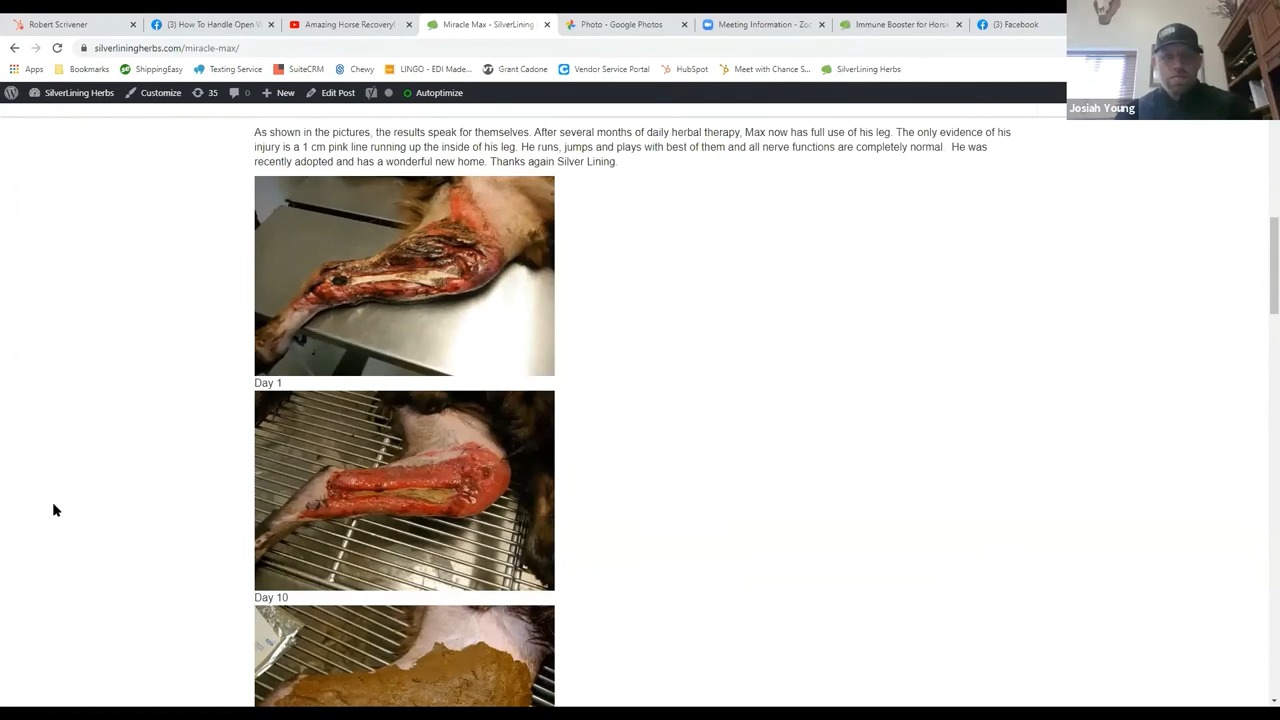 Robert Scrivener
(3) How To Handle Open W
Amazing Horse Recovery!
Miracle Max - SilverLining
Photo - Google Photos
Meeting Information - Zoo
Immune Booster for Horse
(3) Facebook
silverliningherbs.com/miracle-max/
Apps
Bookmarks
ShippingEasy
Texting Service
SuiteCRM
Chewy
LINGO - EDI Made...
Grant Cadone
Vendor Service Portal
HubSpot
Meet with Chance S...
SilverLining Herbs
SilverLining Herbs
Customize
35
0
New
Edit Post
Autoptimize
Josiah Young
As shown in the pictures, the results speak for themselves. After several months of daily herbal therapy, Max now has full use of his leg. The only evidence of his
injury is a 1 cm pink line running up the inside of his leg. He runs, jumps and plays with best of them and all nerve functions are completely normal.  He was
recently adopted and has a wonderful new home. Thanks again Silver Lining.
Day 1
Day 10